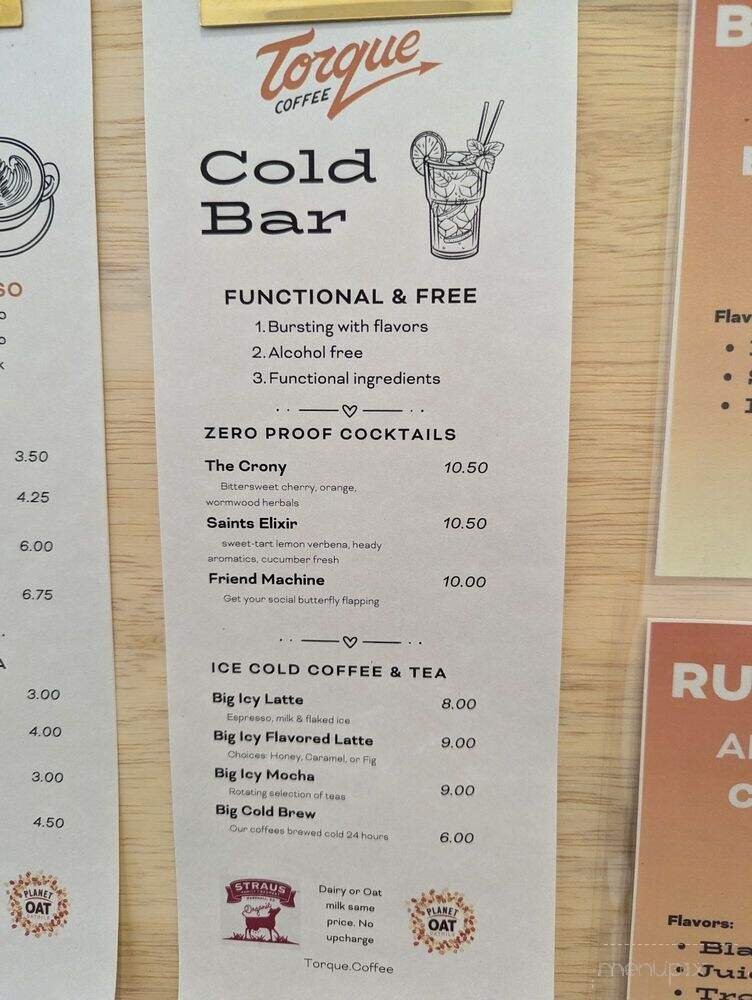 Torque
COFFEE
Cold
Bar
FUNCTIONAL & FREE
1. Bursting with flavors
2. Alcohol free
3. Functional ingredients
ZERO PROOF COCKTAILS
The Crony 10.50
Bittersweet cherry, orange,
wormwood herbals
Saints Elixir 10.50
sweet-tart lemon verbena, heady
aromatics, cucumber fresh
Friend Machine 10.00
Get your social butterfly flapping
ICE COLD COFFEE & TEA
Big Icy Latte 8.00
Espresso, milk & flaked ice
Big Icy Flavored Latte 9.00
Choices: Honey, Caramel, or Fig
Big Icy Mocha 9.00
Rotating selection of teas
Big Cold Brew 6.00
Our coffees brewed cold 24 hours
STRAUS
Organic
Dairy or Oat
milk same
price. No
upcharge
PLANET
OAT
OATMILK
Torque.Coffee
3.50
4.25
6.00
6.75
3.00
4.00
3.00
4.50
PLANET
OAT
OATMILK
B
Flav
RU
Flavors:
menupix